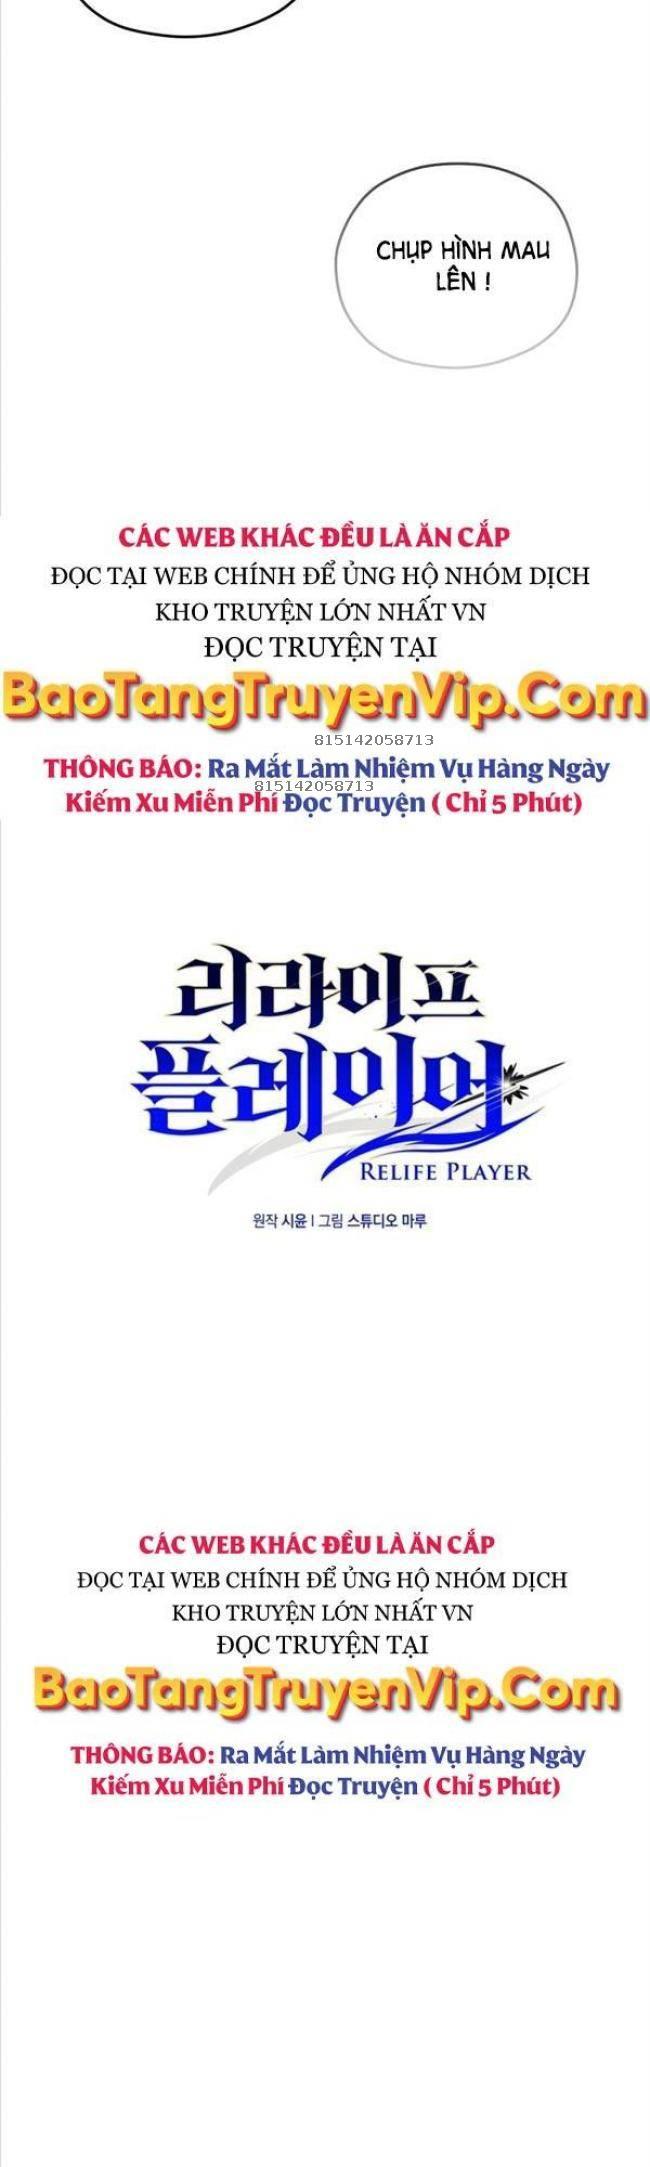 CHỤP HÌNH MAU
LÊN !
CÁC WEB KHÁC ĐỀU LÀ ĂN CẮP
ĐỌC TẠI WEB CHÍNH ĐỂ ỦNG HỘ NHÓM DỊCH
KHO TRUYỆN LỚN NHẤT VN
ĐỌC TRUYỆN TẠI
BaoTangTruyenVip.Com
815142058713
THÔNG BÁO: Ra Mắt Làm Nhiệm Vụ Hàng Ngày
815142058713
Kiếm Xu Miễn Phí Đọc Truyện ( Chỉ 5 Phút)
리라이프
플레이어
RELIFE PLAYER
원작 시윤 | 그림 스튜디오 마루
CÁC WEB KHÁC ĐỀU LÀ ĂN CẮP
ĐỌC TẠI WEB CHÍNH ĐỂ ỦNG HỘ NHÓM DỊCH
KHO TRUYỆN LỚN NHẤT VN
ĐỌC TRUYỆN TẠI
BaoTangTruyenVip.Com
THÔNG BÁO: Ra Mắt Làm Nhiệm Vụ Hàng Ngày
Kiếm Xu Miễn Phí Đọc Truyện ( Chỉ 5 Phút)